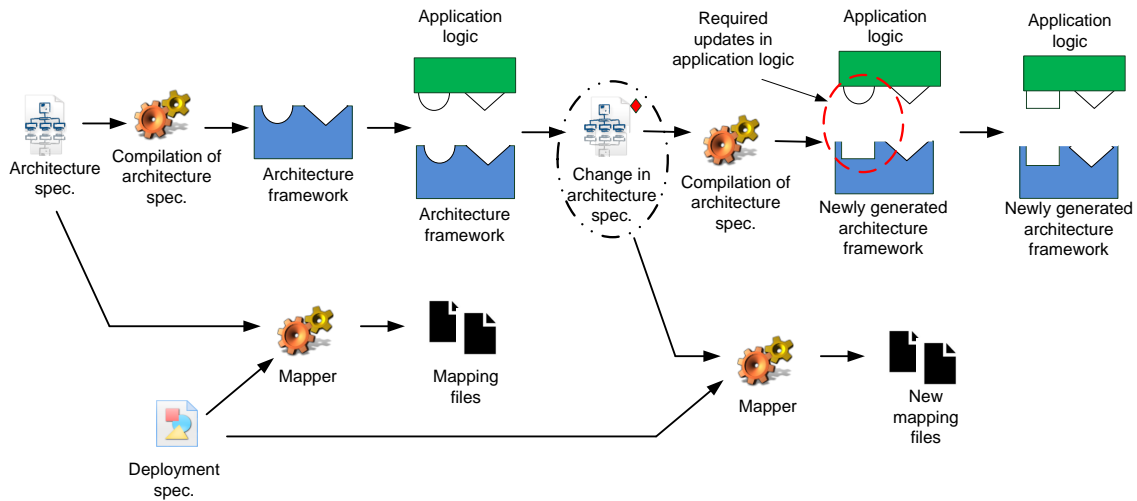 Application
logic
Required
updates in
application logic
Application
logic
Application
logic
Architecture
spec.
Compilation of
architecture
spec.
Architecture
framework
Architecture
framework
Change in
architecture
spec.
Compilation of
architecture
spec.
Newly generated
architecture
framework
Newly generated
architecture
framework
Mapper
Mapping
files
Mapper
New
mapping
files
Deployment
spec.